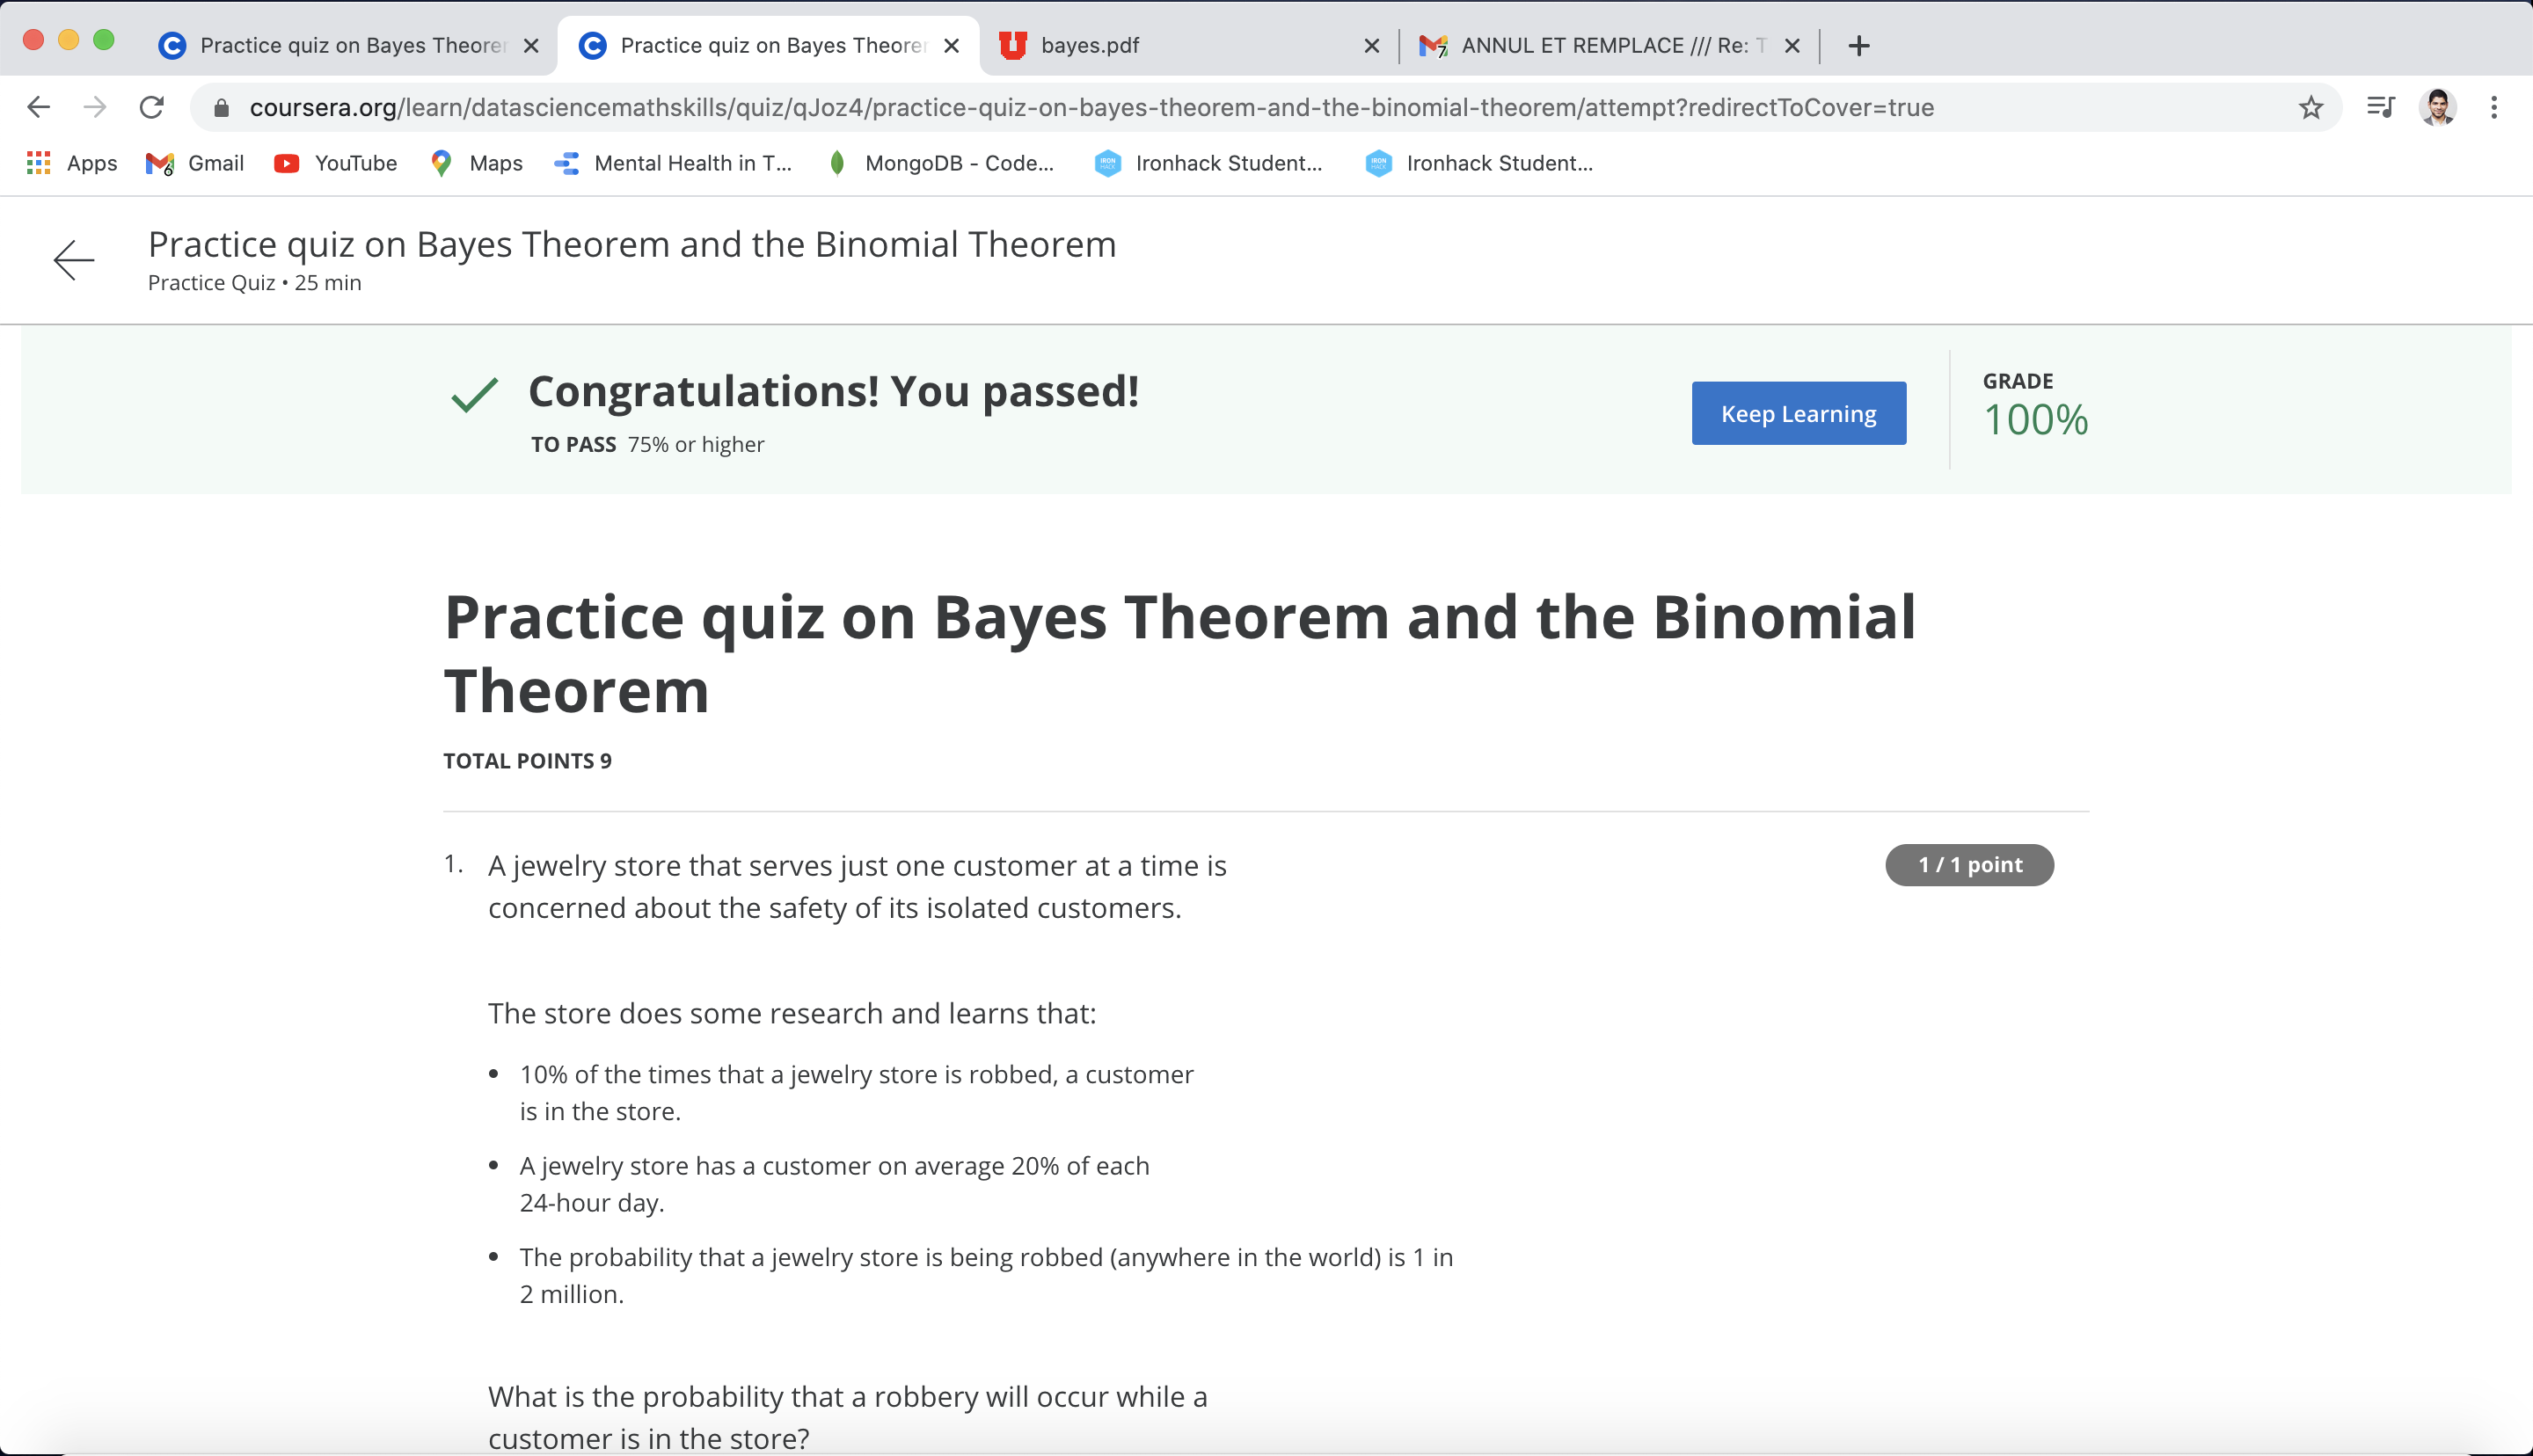 Practice quiz on Bayes Theorem
Practice quiz on Bayes Theorem
bayes.pdf
7
ANNUL ET REMPLACE /// Re: T
coursera.org/learn/datasciencemathskills/quiz/qJoz4/practice-quiz-on-bayes-theorem-and-the-binomial-theorem/attempt?redirectToCover=true
Apps
6
Gmail
YouTube
Maps
Mental Health in T...
MongoDB - Code...
IRON HACK
Ironhack Student...
IRON HACK
Ironhack Student...
Practice quiz on Bayes Theorem and the Binomial Theorem
Practice Quiz • 25 min
Congratulations! You passed!
TO PASS 75% or higher
Keep Learning
GRADE
100%
Practice quiz on Bayes Theorem and the Binomial
Theorem
TOTAL POINTS 9
1. A jewelry store that serves just one customer at a time is
concerned about the safety of its isolated customers.
1 / 1 point
The store does some research and learns that:
• 10% of the times that a jewelry store is robbed, a customer
is in the store.
• A jewelry store has a customer on average 20% of each
24-hour day.
• The probability that a jewelry store is being robbed (anywhere in the world) is 1 in
2 million.
What is the probability that a robbery will occur while a
customer is in the store?